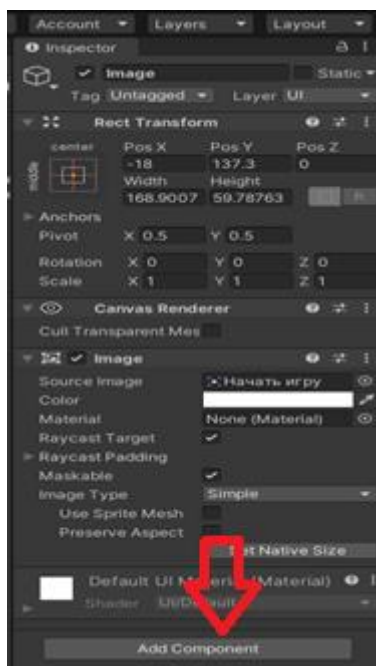 Account Layers Layout
Inspector
Image Static
Tag Untagged Layer UI
Rect Transform
center Pos X Pos Y Pos Z
middle -18 137.3 0
Width Height
168.9007 59.78763 R
Anchors
Pivot X 0.5 Y 0.5
Rotation X 0 Y 0 Z 0
Scale X 1 Y 1 Z 1
Canvas Renderer
Cull Transparent Mes
Image
Source Image Начать игру
Color
Material None (Material)
Raycast Target
Raycast Padding
Maskable
Image Type Simple
Use Sprite Mesh
Preserve Aspect
Set Native Size
Default UI M (Material)
Shader UI/De
Add Component